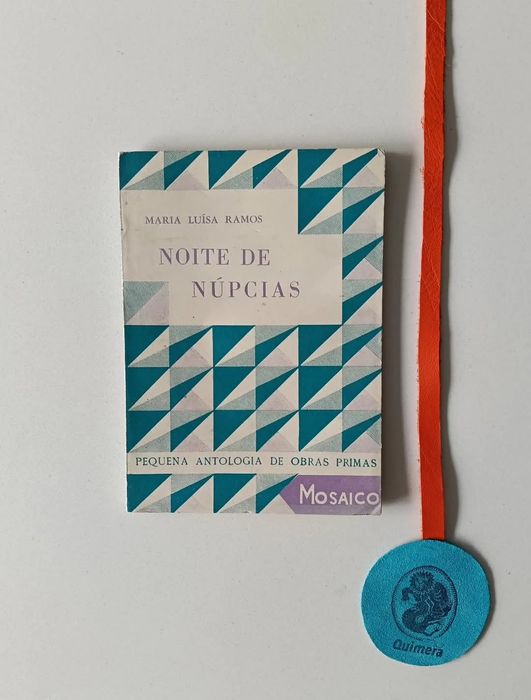 MARIA LUÍSA RAMOS
NOITE DE
NÚPCIAS
PEQUENA ANTOLOGIA DE OBRAS PRIMAS
MOSAICO
Quimera